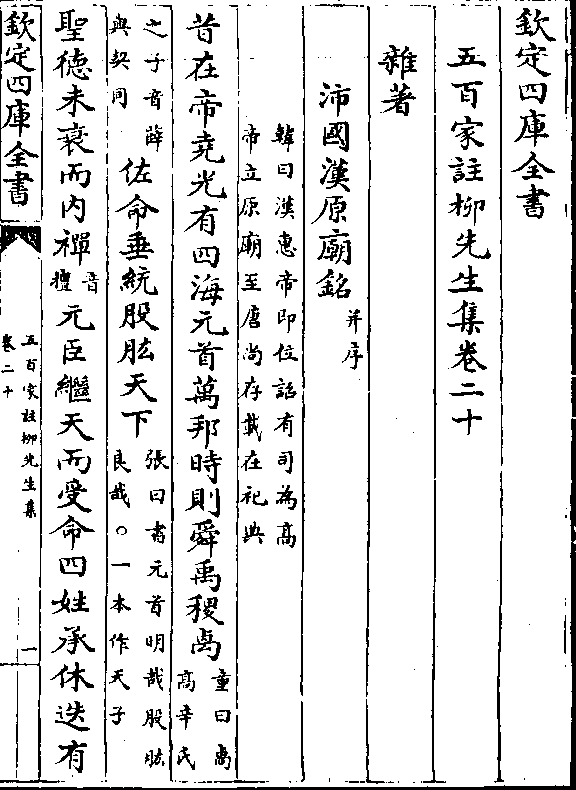 欽定四庫全書
五百家註柳先生集卷二十
雜著
沛國漢原廟銘并序
韓曰漢惠帝即位詔有司為高
帝立原廟至唐尚存載在祀典
昔在帝堯光有四海元首萬邦時則舜禹稷卨童曰卨
高辛氏
之子音薛
與契同
佐命垂統股肱天下張曰書元首明哉股肱
良哉○一本作天子
聖德未衰而內禪音
擅
元臣繼天而受命四姓承休迭有
欽定四庫全書
五百家註柳先生集
卷二十
一